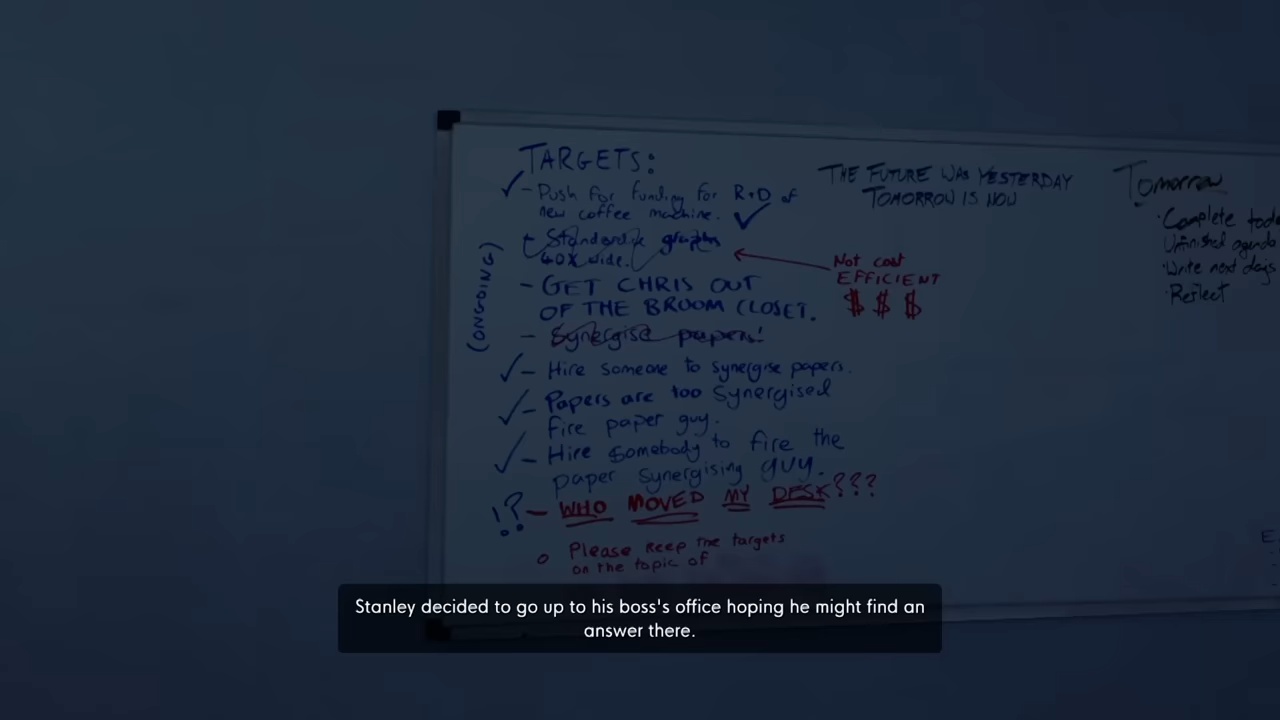 TARGETS:
✓ - Push for funding for R+D of
new coffee machine. ✓
- Standardise graphs
40% wide.
Not cost
EFFICIENT
$ $ $
(ONGOING)
- GET CHRIS OUT
OF THE BROOM CLOSET.
- Synergise papers!
✓ - Hire someone to synergise papers.
✓ - Papers are too synergised
fire paper guy.
✓ - Hire somebody to fire the
paper synergising guy.
!? - WHO MOVED MY DESK???
o Please keep the targets
on the topic of
THE FUTURE WAS YESTERDAY
TOMORROW IS NOW
Tomorrow
• Complete toda
Unfinished agenda
• Write next days
• Reflect
E
Stanley decided to go up to his boss's office hoping he might find an
answer there.